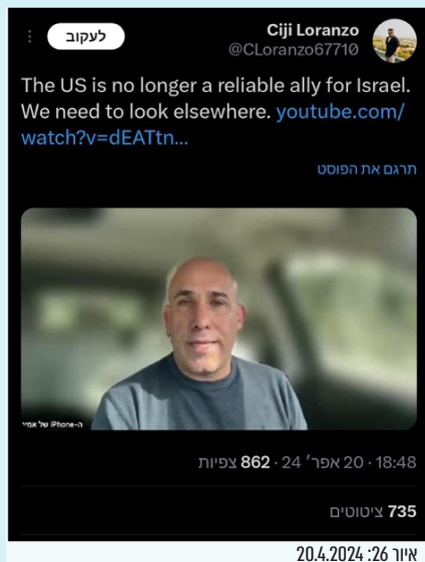 לעקוב
Ciji Loranzo
@CLoranzo67710
The US is no longer a reliable ally for Israel.
We need to look elsewhere. youtube.com/
watch?v=dEATtn...
תרגם את הפוסט
ה-iPhone של אמיר
18:48 · 20 אפר׳ 24 · 862 צפיות
735 ציטוטים
איור 26: 20.4.2024